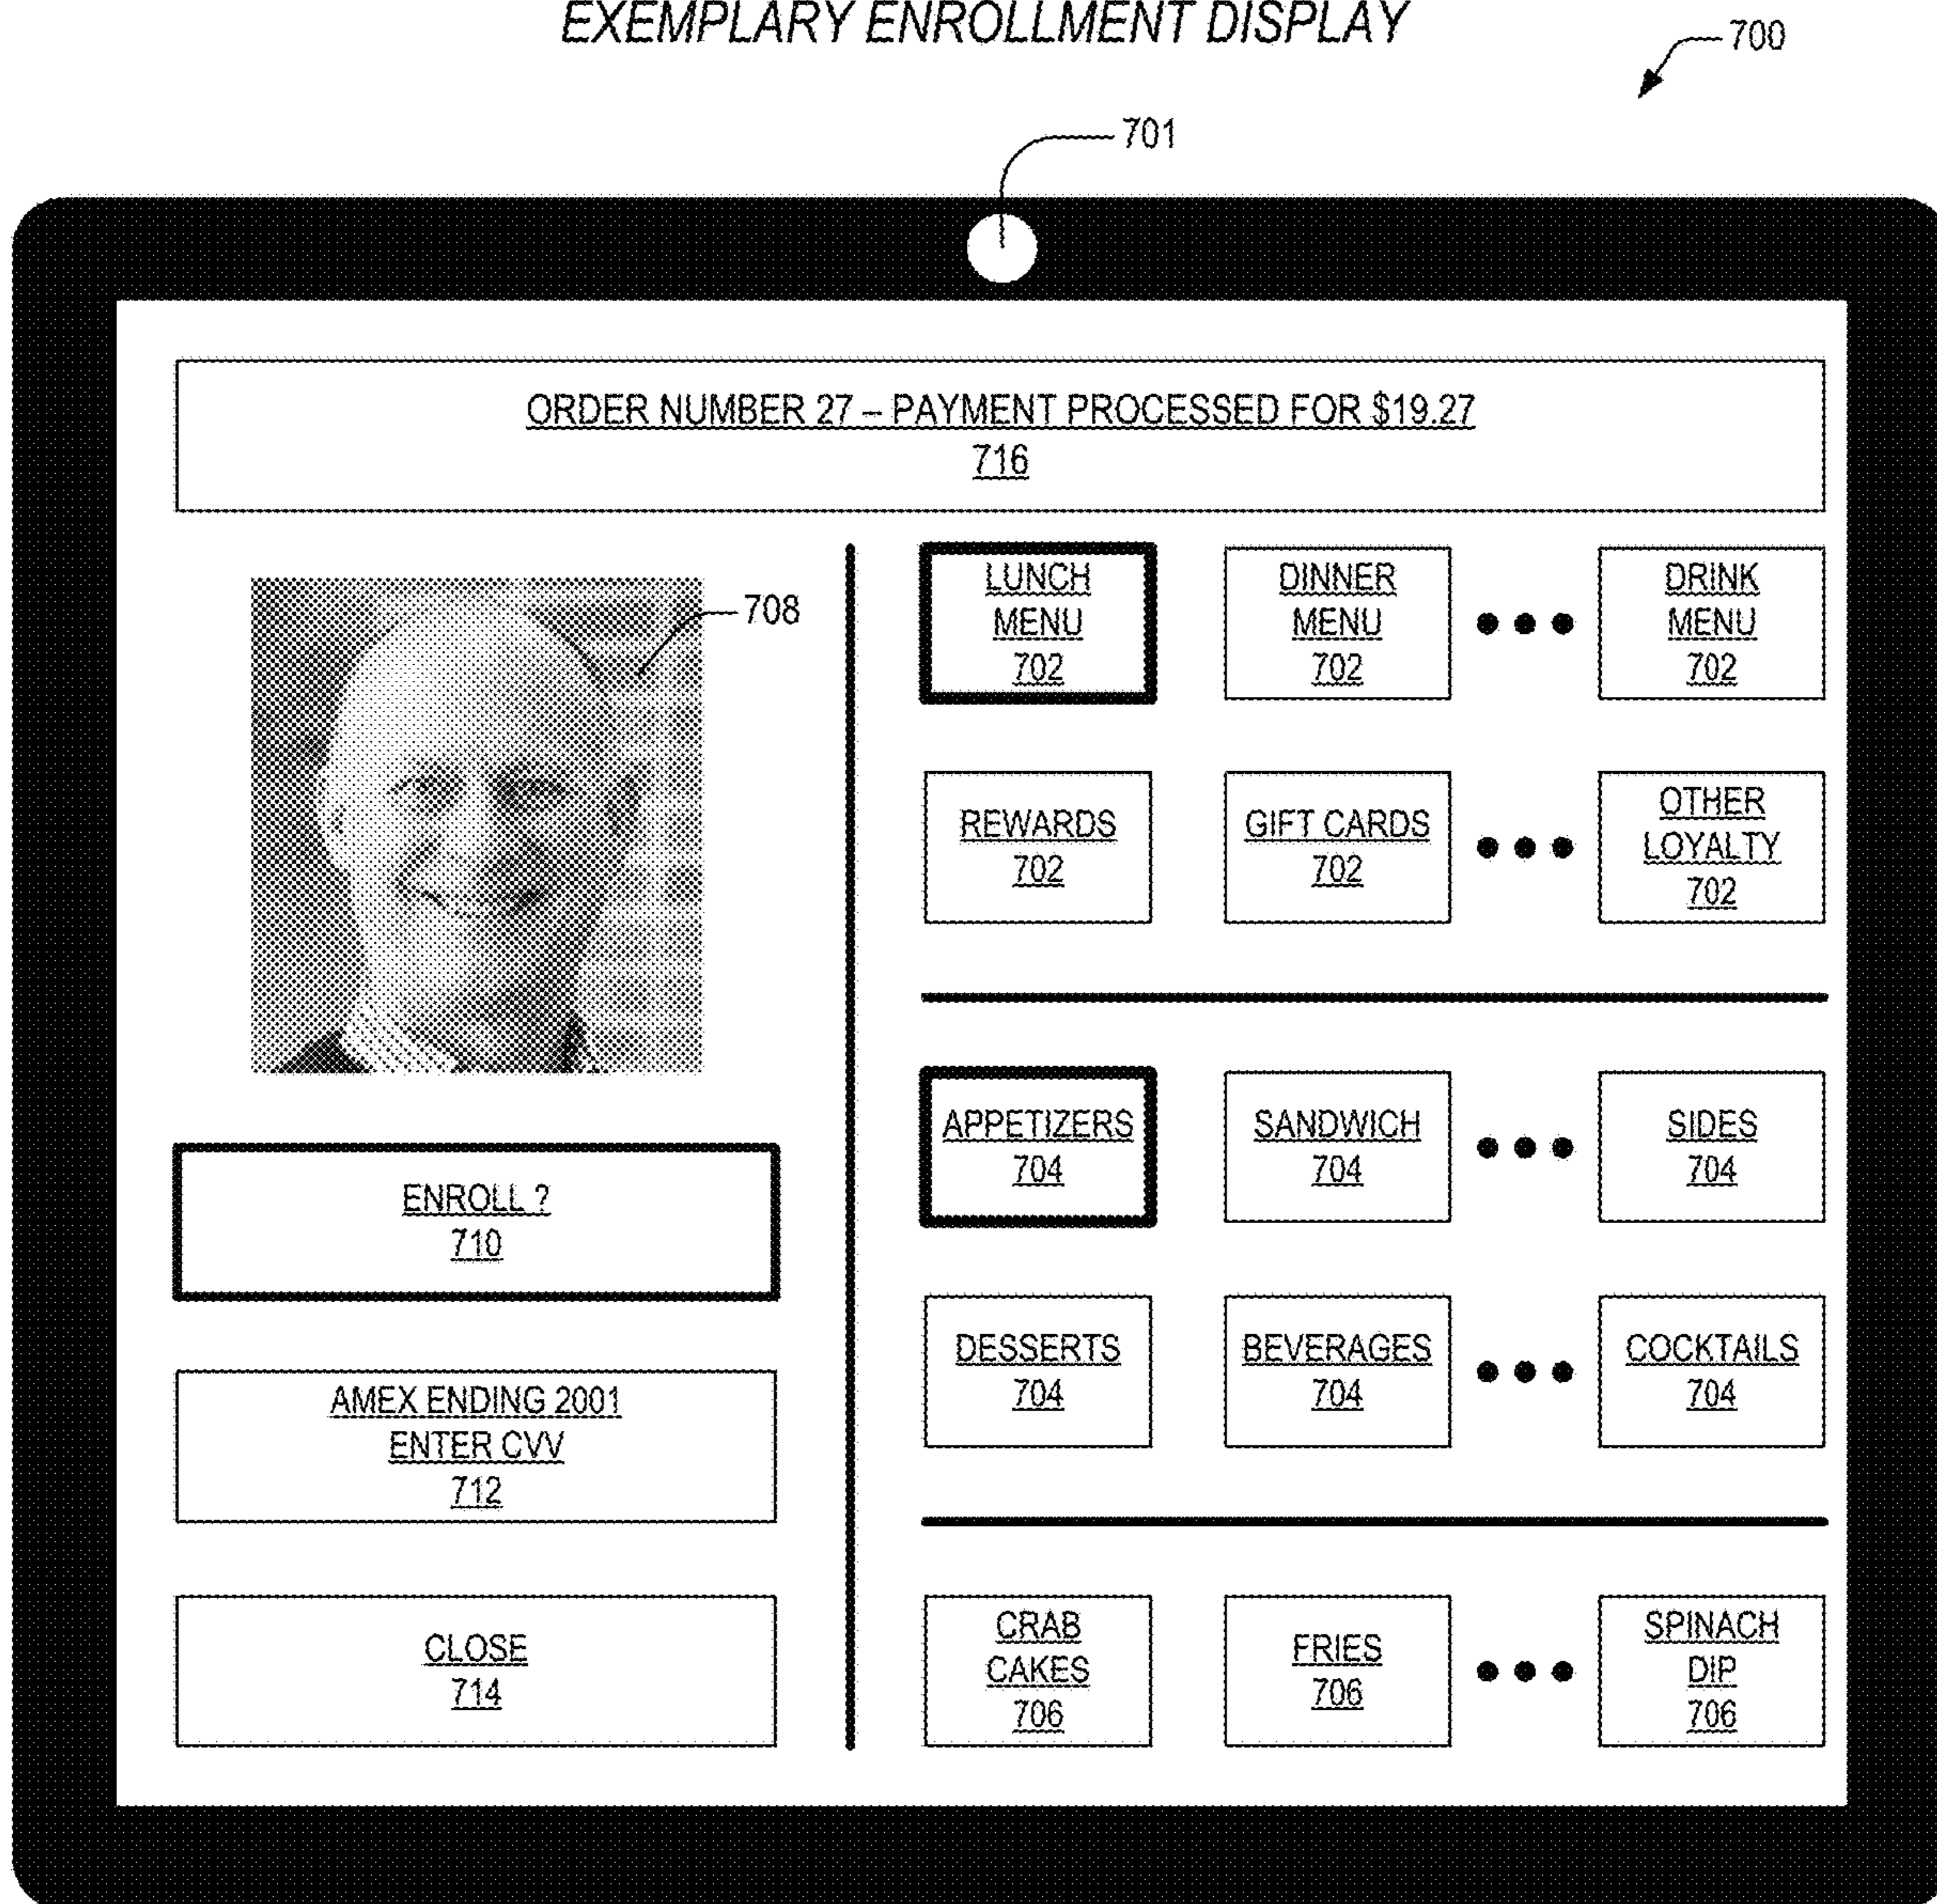 EXEMPLARY ENROLLMENT DISPLAY
700
701
ORDER NUMBER 27 – PAYMENT PROCESSED FOR $19.27
716
708
ENROLL ?
710
AMEX ENDING 2001
ENTER CVV
712
CLOSE
714
LUNCH
MENU
702
DINNER
MENU
702
DRINK
MENU
702
REWARDS
702
GIFT CARDS
702
OTHER
LOYALTY
702
APPETIZERS
704
SANDWICH
704
SIDES
704
DESSERTS
704
BEVERAGES
704
COCKTAILS
704
CRAB
CAKES
706
FRIES
706
SPINACH
DIP
706